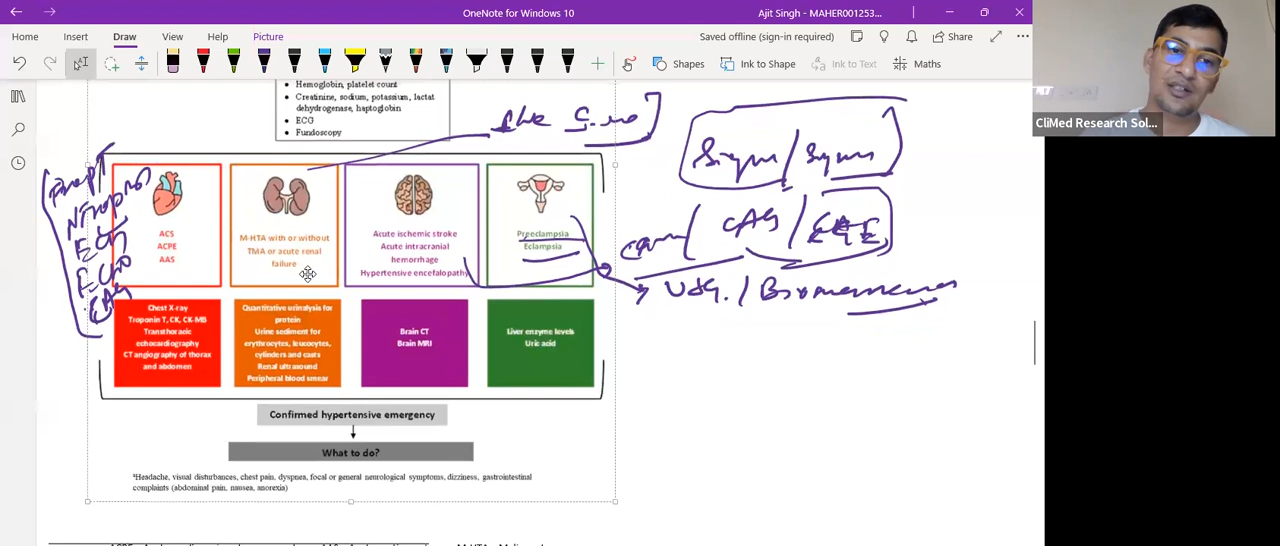 OneNote for Windows 10
Ajit Singh - MAHER001253...
Home Insert Draw View Help Picture
Saved offline (sign-in required) Share
Shapes Ink to Shape Ink to Text Maths
CliMed Research Sol...
Hemoglobin, platelet count
Creatinine, sodium, potassium, lactat
dehydrogenase, haptoglobin
ECG
Fundoscopy
ACS
ACPE
AAS
M-HTA with or without
TMA or acute renal
failure
Acute ischemic stroke
Acute intracranial
hemorrhage
Hypertensive encefalopathy
Preeclampsia
Eclampsia
Chest X-ray
Troponin T, CK, CK-MB
Transthoracic
echocardiography
CT angiography of thorax
and abdomen
Quantitative urinalysis for
protein
Urine sediment for
erythrocytes, leucocytes,
cylinders and casts
Renal ultrasound
Peripheral blood smear
Brain CT
Brain MRI
Liver enzyme levels
Uric acid
Confirmed hypertensive emergency
What to do?
ªHeadache, visual disturbances, chest pain, dyspnea, focal or general neurological symptoms, dizziness, gastrointestinal
complaints (abdominal pain, nausea, anorexia)
ECG
ECHO
CAG
CAG /
USG. /